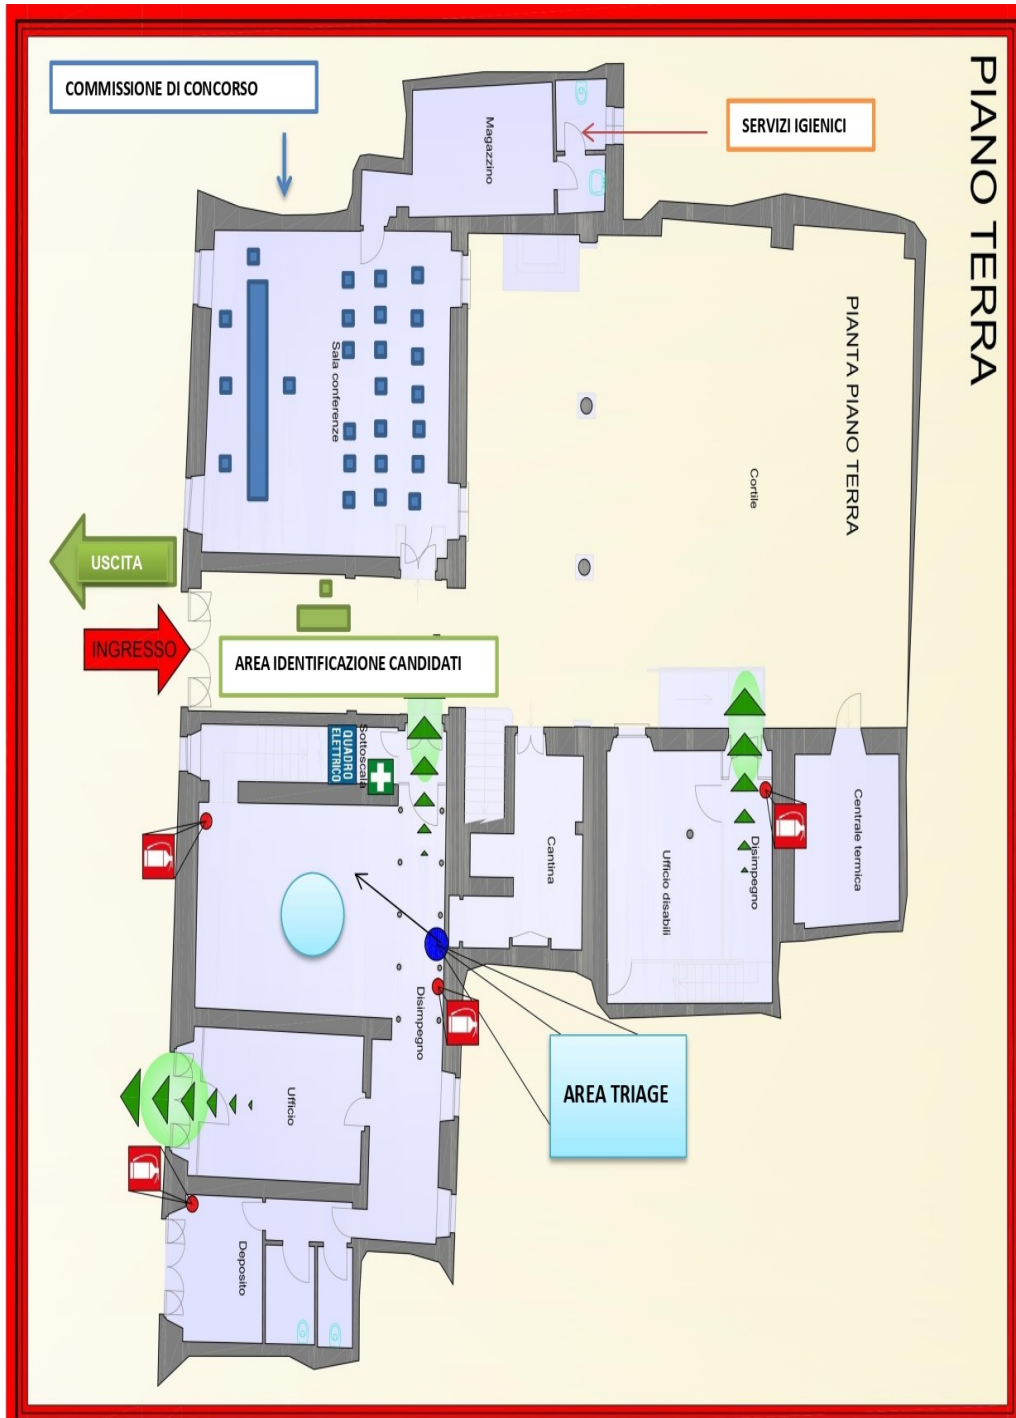 PIANO TERRA
COMMISSIONE DI CONCORSO
SERVIZI IGIENICI
Magazzino
PIANTA PIANO TERRA
Sala conferenze
Cortile
USCITA
INGRESSO
AREA IDENTIFICAZIONE CANDIDATI
Sottoscala
QUADRO
ELETTRICO
Cantina
Ufficio disabili
Disimpegno
Centrale termica
Disimpegno
AREA TRIAGE
Ufficio
Deposito